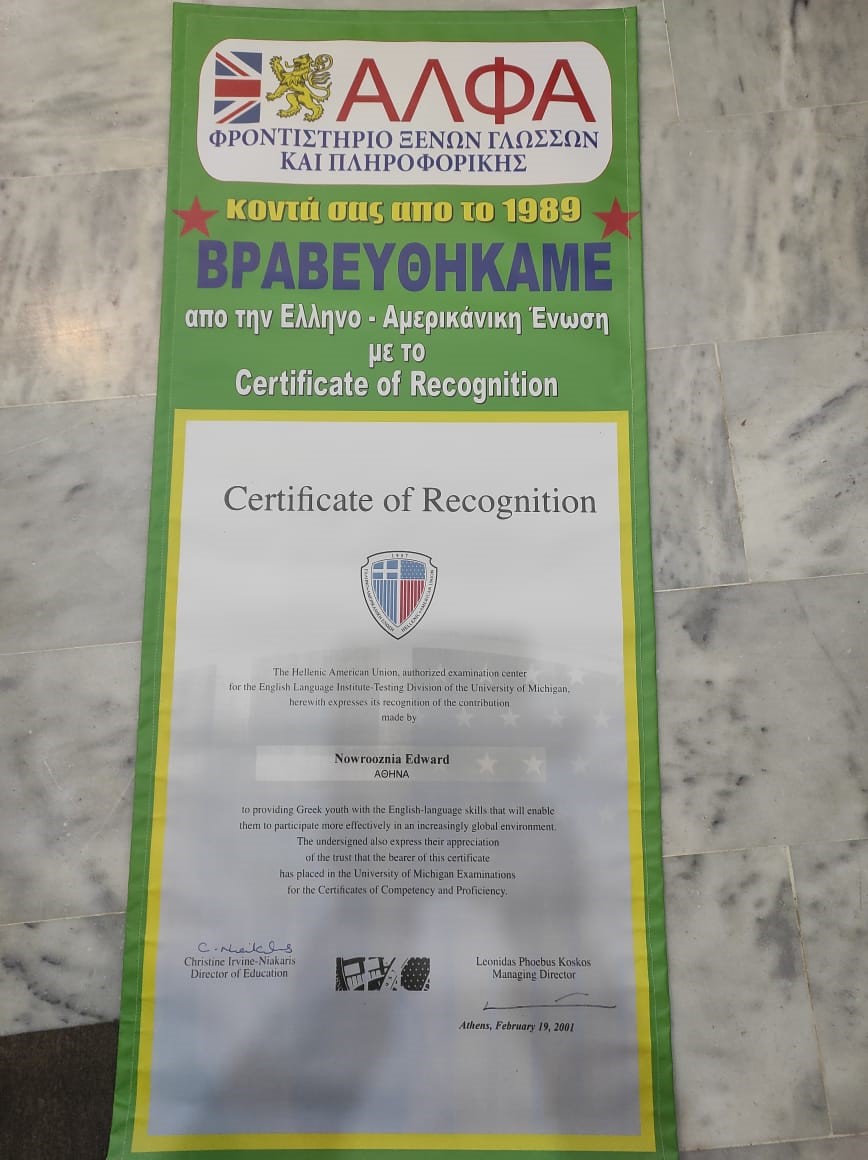 ΑΛΦΑ
ΦΡΟΝΤΙΣΤΗΡΙΟ ΞΕΝΩΝ ΓΛΩΣΣΩΝ
ΚΑΙ ΠΛΗΡΟΦΟΡΙΚΗΣ
κοντά σας απο το 1989
ΒΡΑΒΕΥΘΗΚΑΜΕ
απο την Ελληνο - Αμερικάνικη Ένωση
με το
Certificate of Recognition
Certificate of Recognition
1957
HELLENIC AMERICAN UNION
The Hellenic American Union, authorized examination center
for the English Language Institute-Testing Division of the University of Michigan,
herewith expresses its recognition of the contribution
made by
Nowrooznia Edward
ΑΘΗΝΑ
to providing Greek youth with the English-language skills that will enable
them to participate more effectively in an increasingly global environment.
The undersigned also express their appreciation
of the trust that the bearer of this certificate
has placed in the University of Michigan Examinations
for the Certificates of Competency and Proficiency.
Christine Irvine-Niakaris
Director of Education
Leonidas Phoebus Koskos
Managing Director
Athens, February 19, 2001